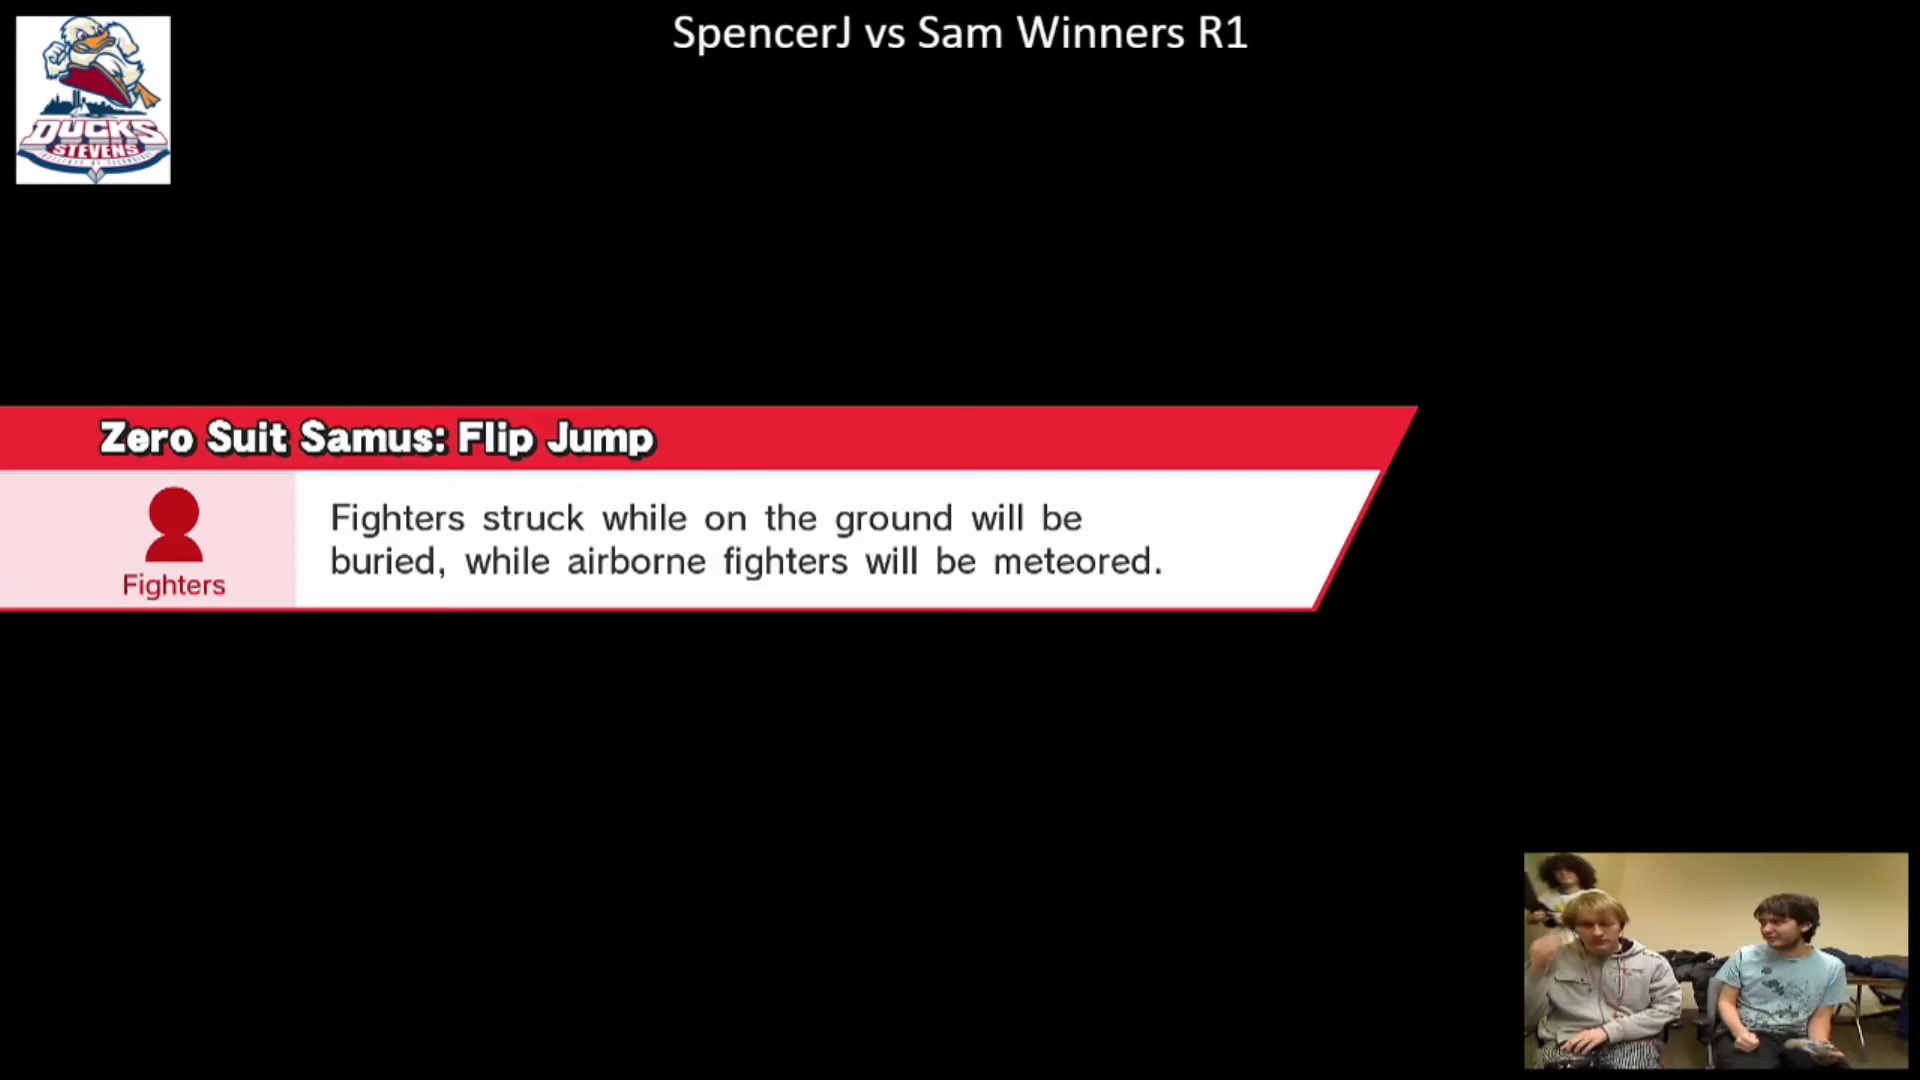 SpencerJ vs Sam Winners R1
DUCKS
STEVENS
Zero Suit Samus: Flip Jump
Fighters struck while on the ground will be
buried, while airborne fighters will be meteored.
Fighters